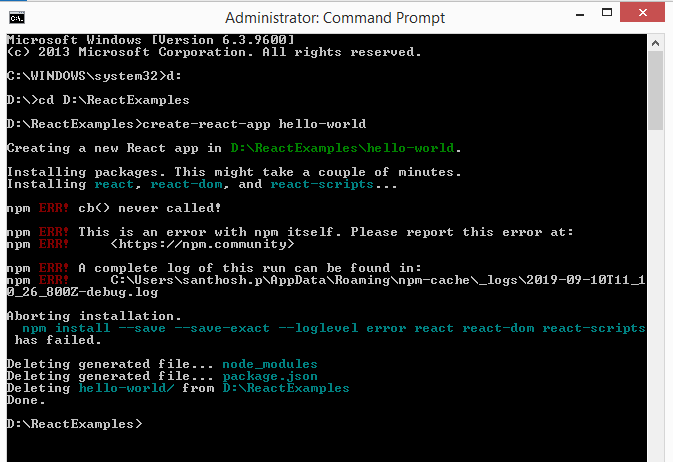 Administrator: Command Prompt
Microsoft Windows [Version 6.3.9600]
(c) 2013 Microsoft Corporation. All rights reserved.
C:\WINDOWS\system32>d:
D:\>cd D:\ReactExamples
D:\ReactExamples>create-react-app hello-world
Creating a new React app in D:\ReactExamples\hello-world.
Installing packages. This might take a couple of minutes.
Installing react, react-dom, and react-scripts...
npm ERR! cb() never called!
npm ERR! This is an error with npm itself. Please report this error at:
npm ERR!     <https://npm.community>
npm ERR! A complete log of this run can be found in:
npm ERR!     C:\Users\santhosh.p\AppData\Roaming\npm-cache\_logs\2019-09-10T11_1
0_26_800Z-debug.log
Aborting installation.
  npm install --save --save-exact --loglevel error react react-dom react-scripts
 has failed.
Deleting generated file... node_modules
Deleting generated file... package.json
Deleting hello-world/ from D:\ReactExamples
Done.
D:\ReactExamples>